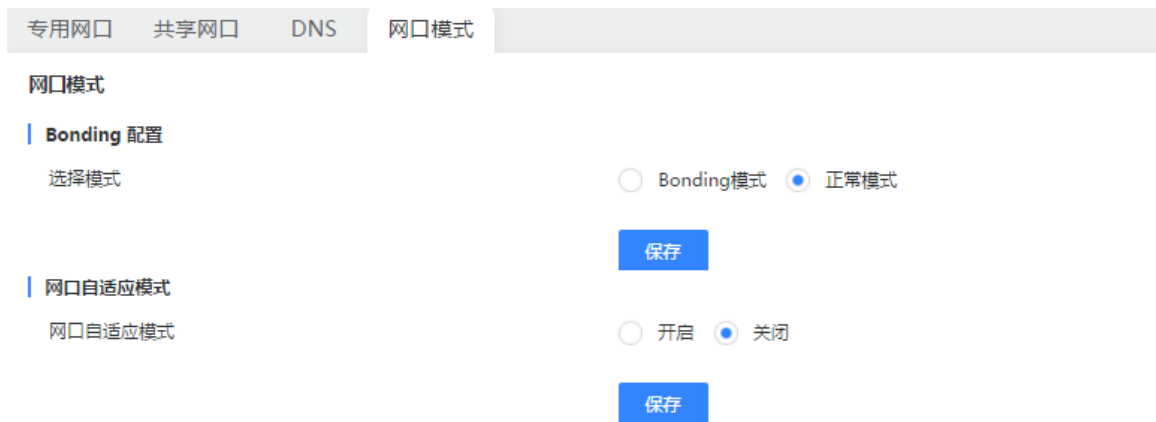 专用网口 共享网口 DNS 网口模式
网口模式
Bonding 配置
选择模式 Bonding模式 正常模式
保存
网口自适应模式
网口自适应模式 开启 关闭
保存